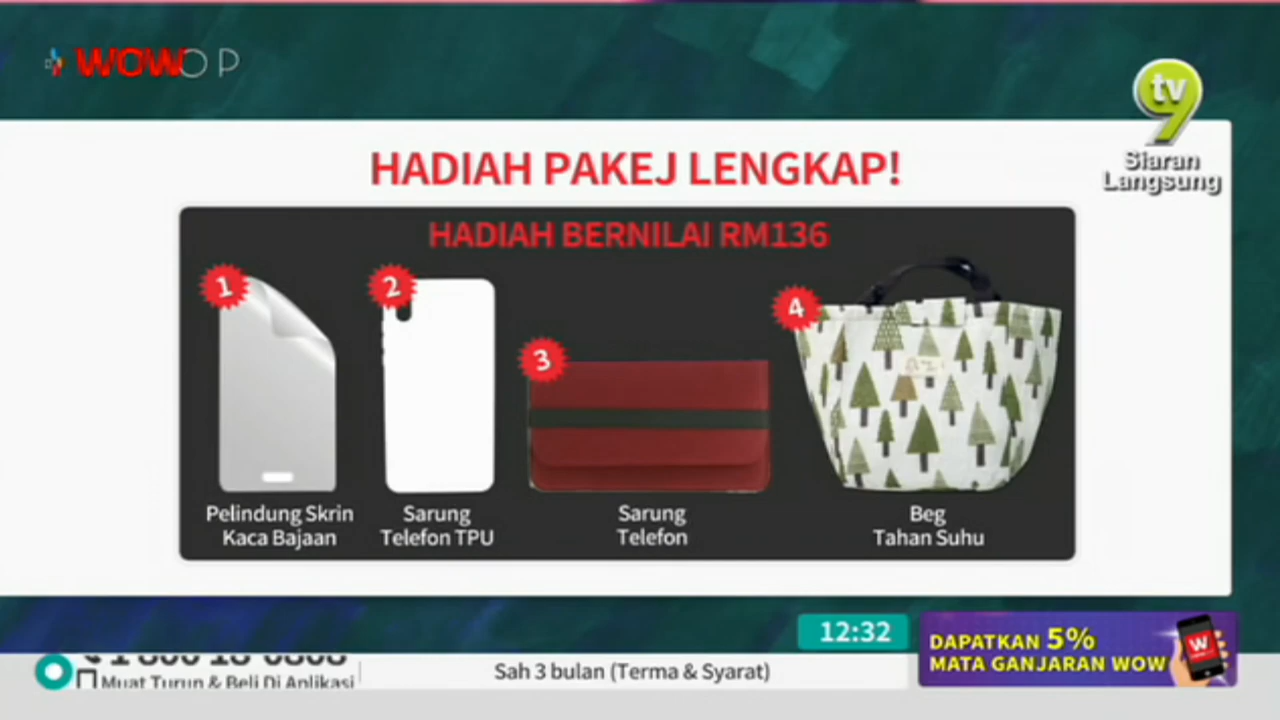 WOW O P
tv9
Siaran
Langsung
HADIAH PAKEJ LENGKAP!
HADIAH BERNILAI RM136
1
2
3
4
Pelindung Skrin
Kaca Bajaan
Sarung
Telefon TPU
Sarung
Telefon
Beg
Tahan Suhu
12:32
DAPATKAN 5%
MATA GANJARAN WOW
W
Muat Turun & Beli Di Aplikasi
Sah 3 bulan (Terma & Syarat)